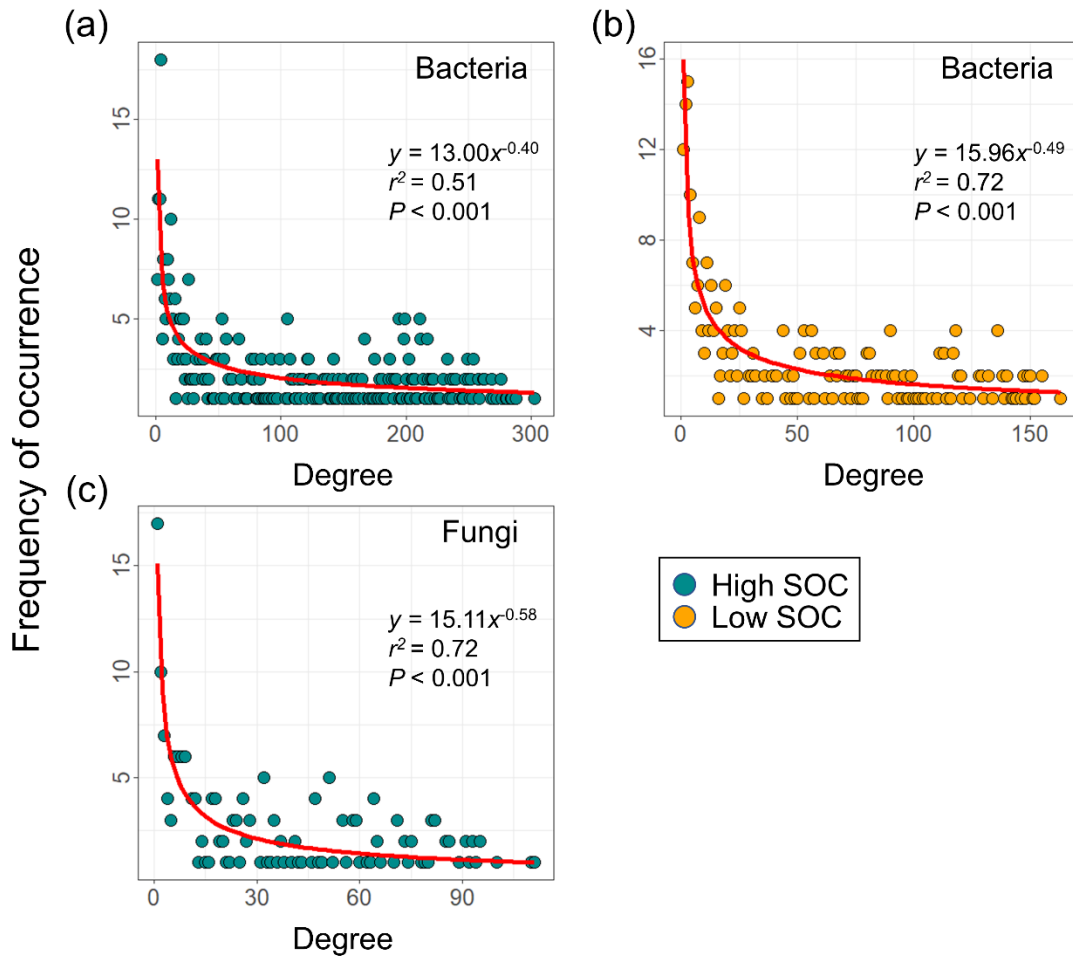 (a)
Bacteria
y = 13.00x⁻⁰·⁴⁰
r² = 0.51
P < 0.001
15
10
5
0
100
200
300
Degree
(b)
Bacteria
y = 15.96x⁻⁰·⁴⁹
r² = 0.72
P < 0.001
16
12
8
4
0
50
100
150
Degree
Frequency of occurrence
(c)
Fungi
y = 15.11x⁻⁰·⁵⁸
r² = 0.72
P < 0.001
15
10
5
0
30
60
90
Degree
High SOC
Low SOC